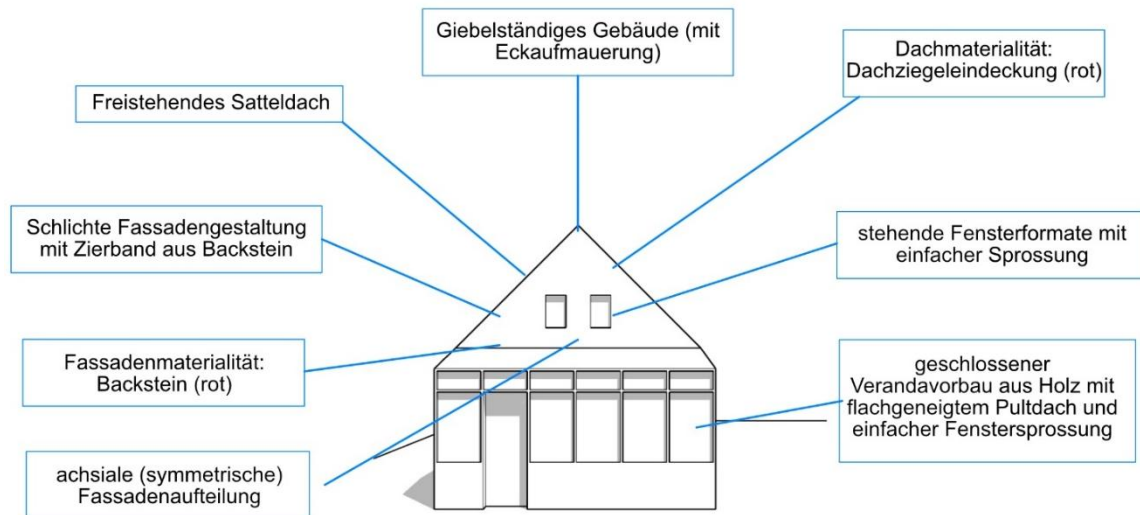 Giebelständiges Gebäude (mit
Eckaufmauerung)
Dachmaterialität:
Dachziegeleindeckung (rot)
Freistehendes Satteldach
Schlichte Fassadengestaltung
mit Zierband aus Backstein
stehende Fensterformate mit
einfacher Sprossung
Fassadenmaterialität:
Backstein (rot)
geschlossener
Verandavorbau aus Holz mit
flachgeneigtem Pultdach und
einfacher Fenstersprossung
achsiale (symmetrische)
Fassadenaufteilung